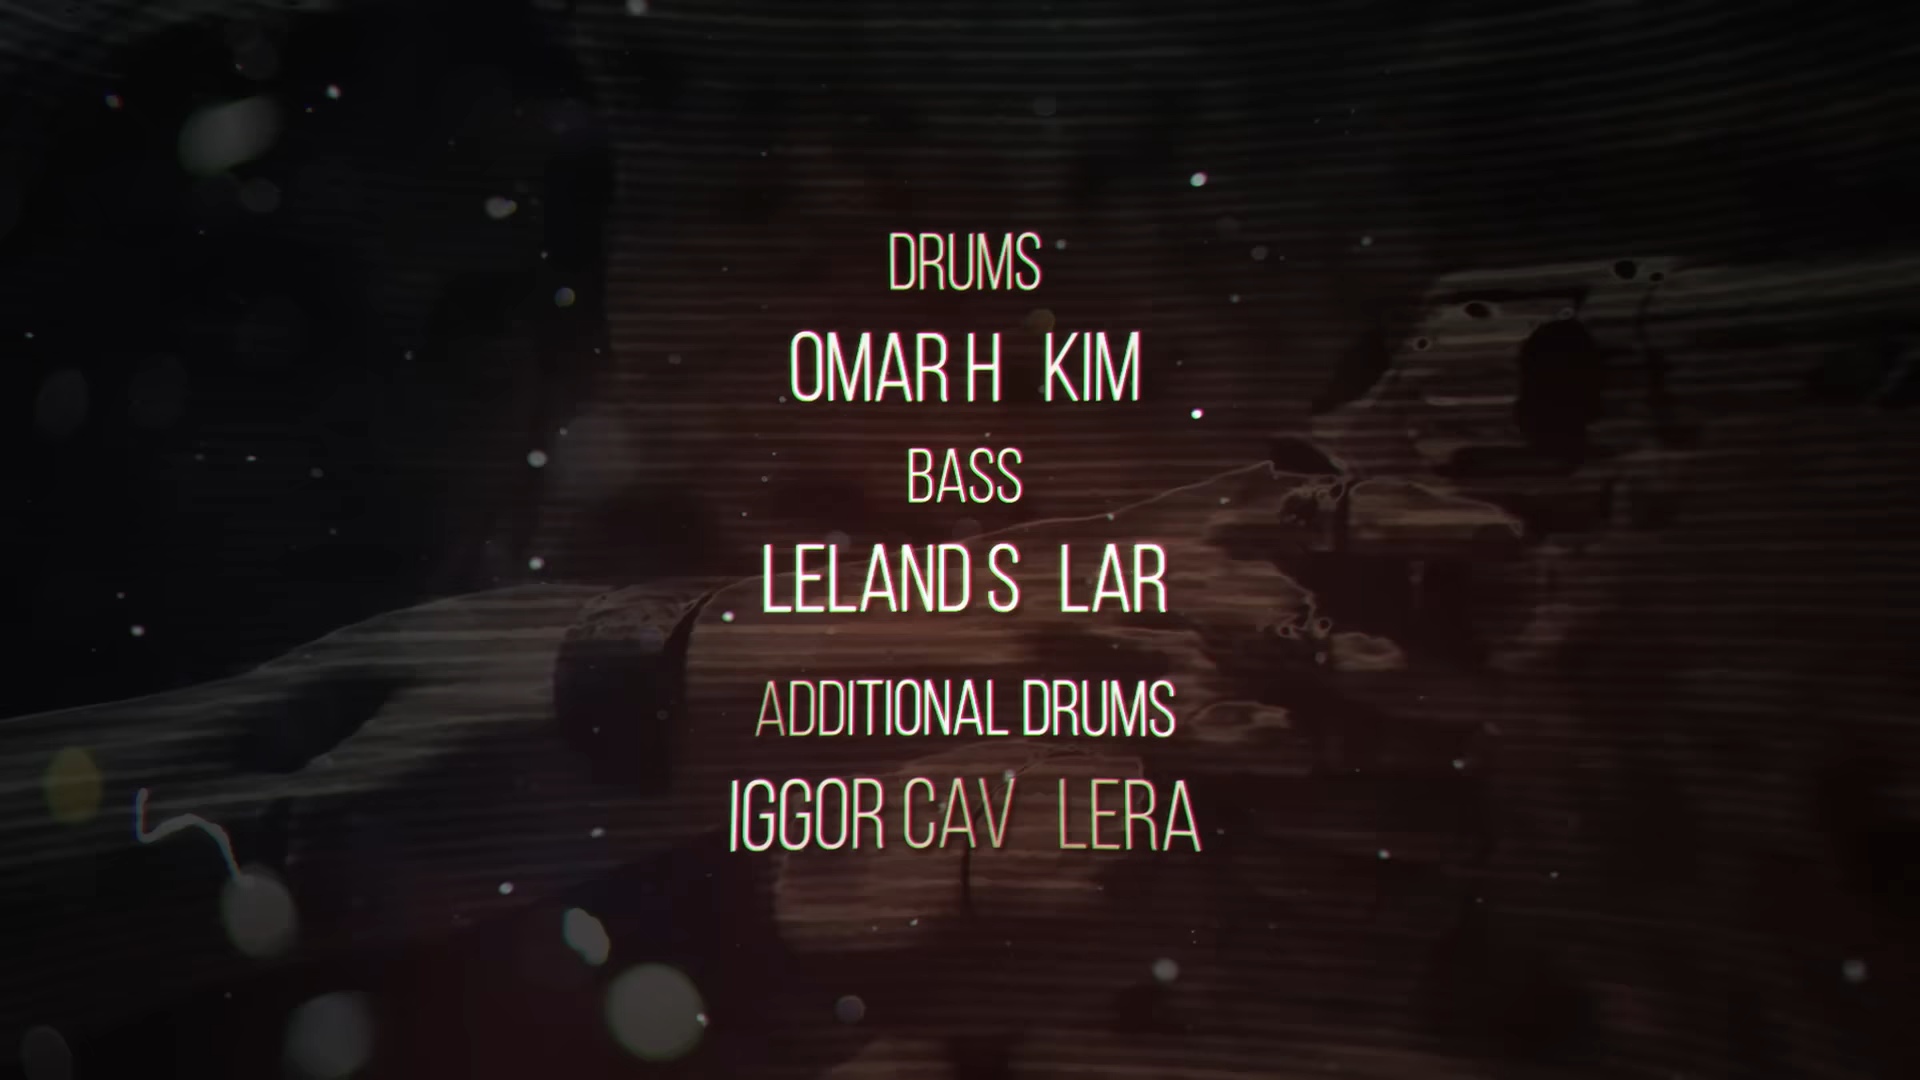 DRUMS
OMAR H KIM
BASS
LELAND S LAR
ADDITIONAL DRUMS
IGGOR CAV LERA